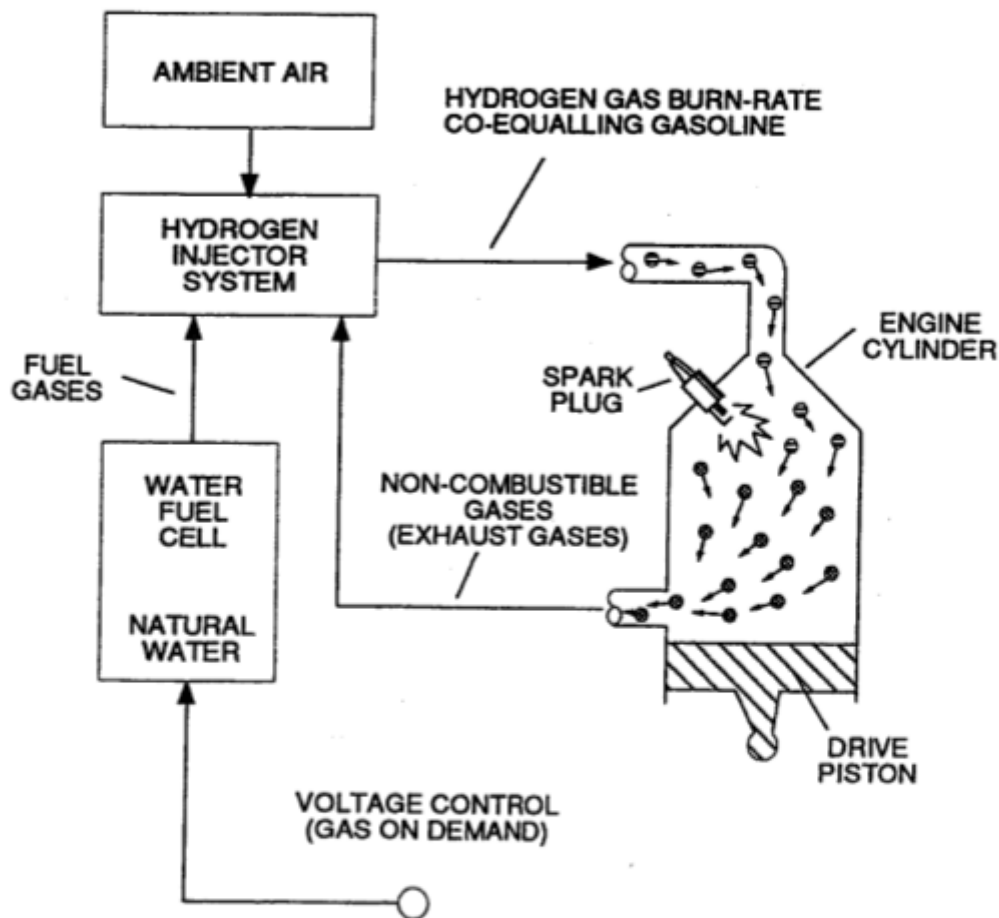 AMBIENT AIR
HYDROGEN GAS BURN-RATE
CO-EQUALLING GASOLINE
HYDROGEN
INJECTOR
SYSTEM
ENGINE
CYLINDER
FUEL
GASES
SPARK
PLUG
WATER
FUEL
CELL
NATURAL
WATER
NON-COMBUSTIBLE
GASES
(EXHAUST GASES)
DRIVE
PISTON
VOLTAGE CONTROL
(GAS ON DEMAND)